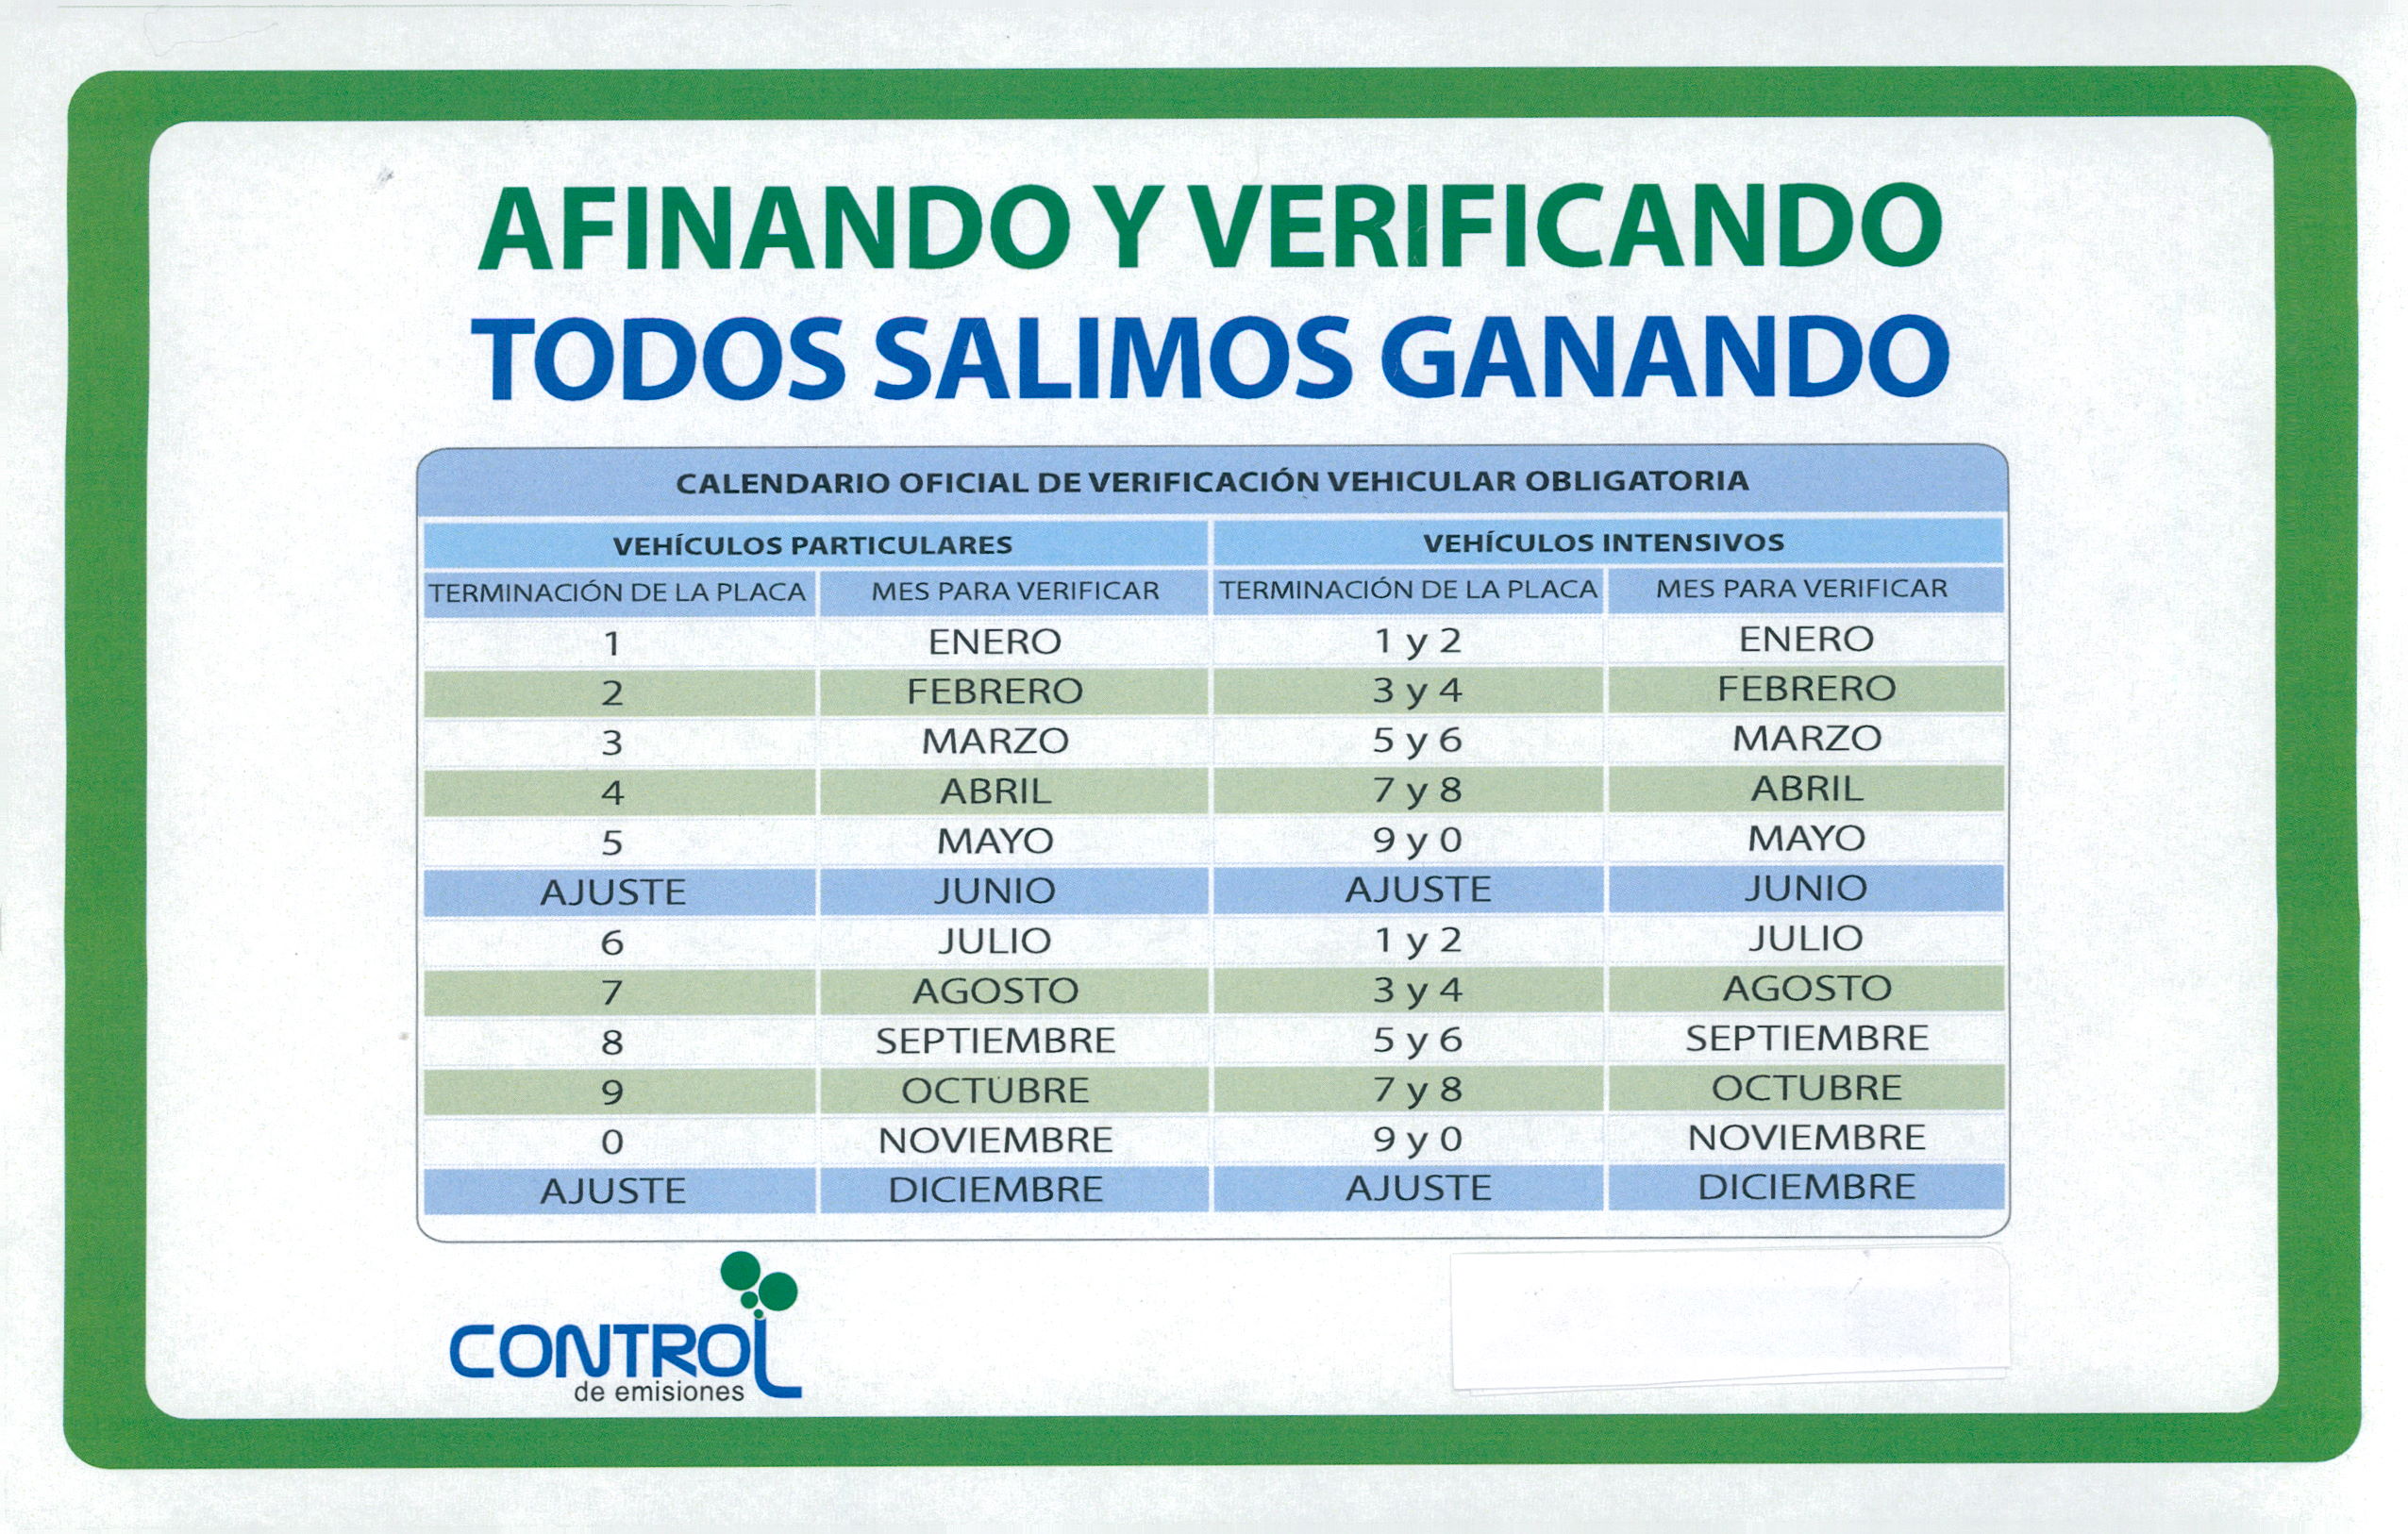 AFINANDO Y VERIFICANDO
TODOS SALIMOS GANANDO
CALENDARIO OFICIAL DE VERIFICACIÓN VEHICULAR OBLIGATORIA
VEHÍCULOS PARTICULARES VEHÍCULOS INTENSIVOS
TERMINACIÓN DE LA PLACA MES PARA VERIFICAR TERMINACIÓN DE LA PLACA MES PARA VERIFICAR
1 ENERO 1 y 2 ENERO
2 FEBRERO 3 y 4 FEBRERO
3 MARZO 5 y 6 MARZO
4 ABRIL 7 y 8 ABRIL
5 MAYO 9 y 0 MAYO
AJUSTE JUNIO AJUSTE JUNIO
6 JULIO 1 y 2 JULIO
7 AGOSTO 3 y 4 AGOSTO
8 SEPTIEMBRE 5 y 6 SEPTIEMBRE
9 OCTUBRE 7 y 8 OCTUBRE
0 NOVIEMBRE 9 y 0 NOVIEMBRE
AJUSTE DICIEMBRE AJUSTE DICIEMBRE
CONTROL
de emisiones